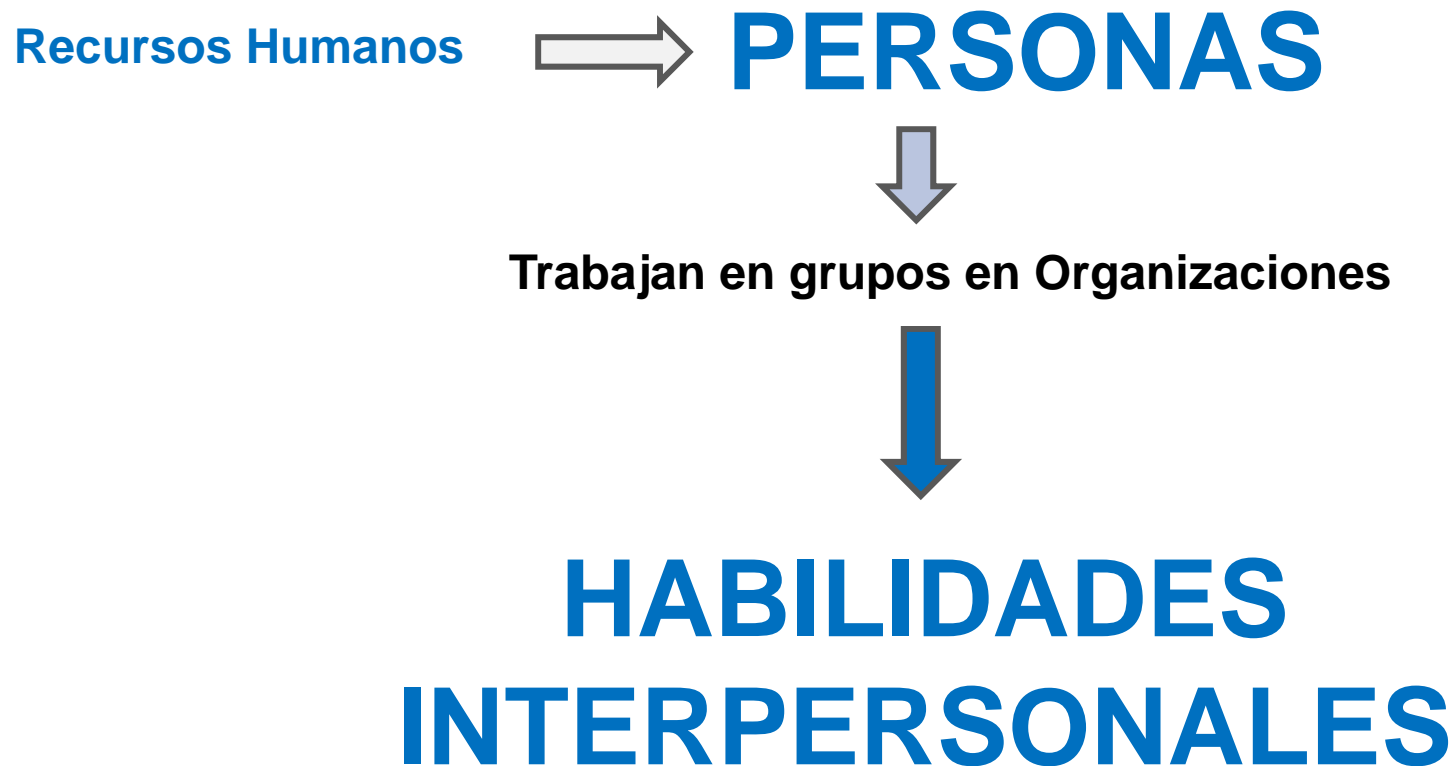 Recursos Humanos
PERSONAS
Trabajan en grupos en Organizaciones
HABILIDADES
INTERPERSONALES